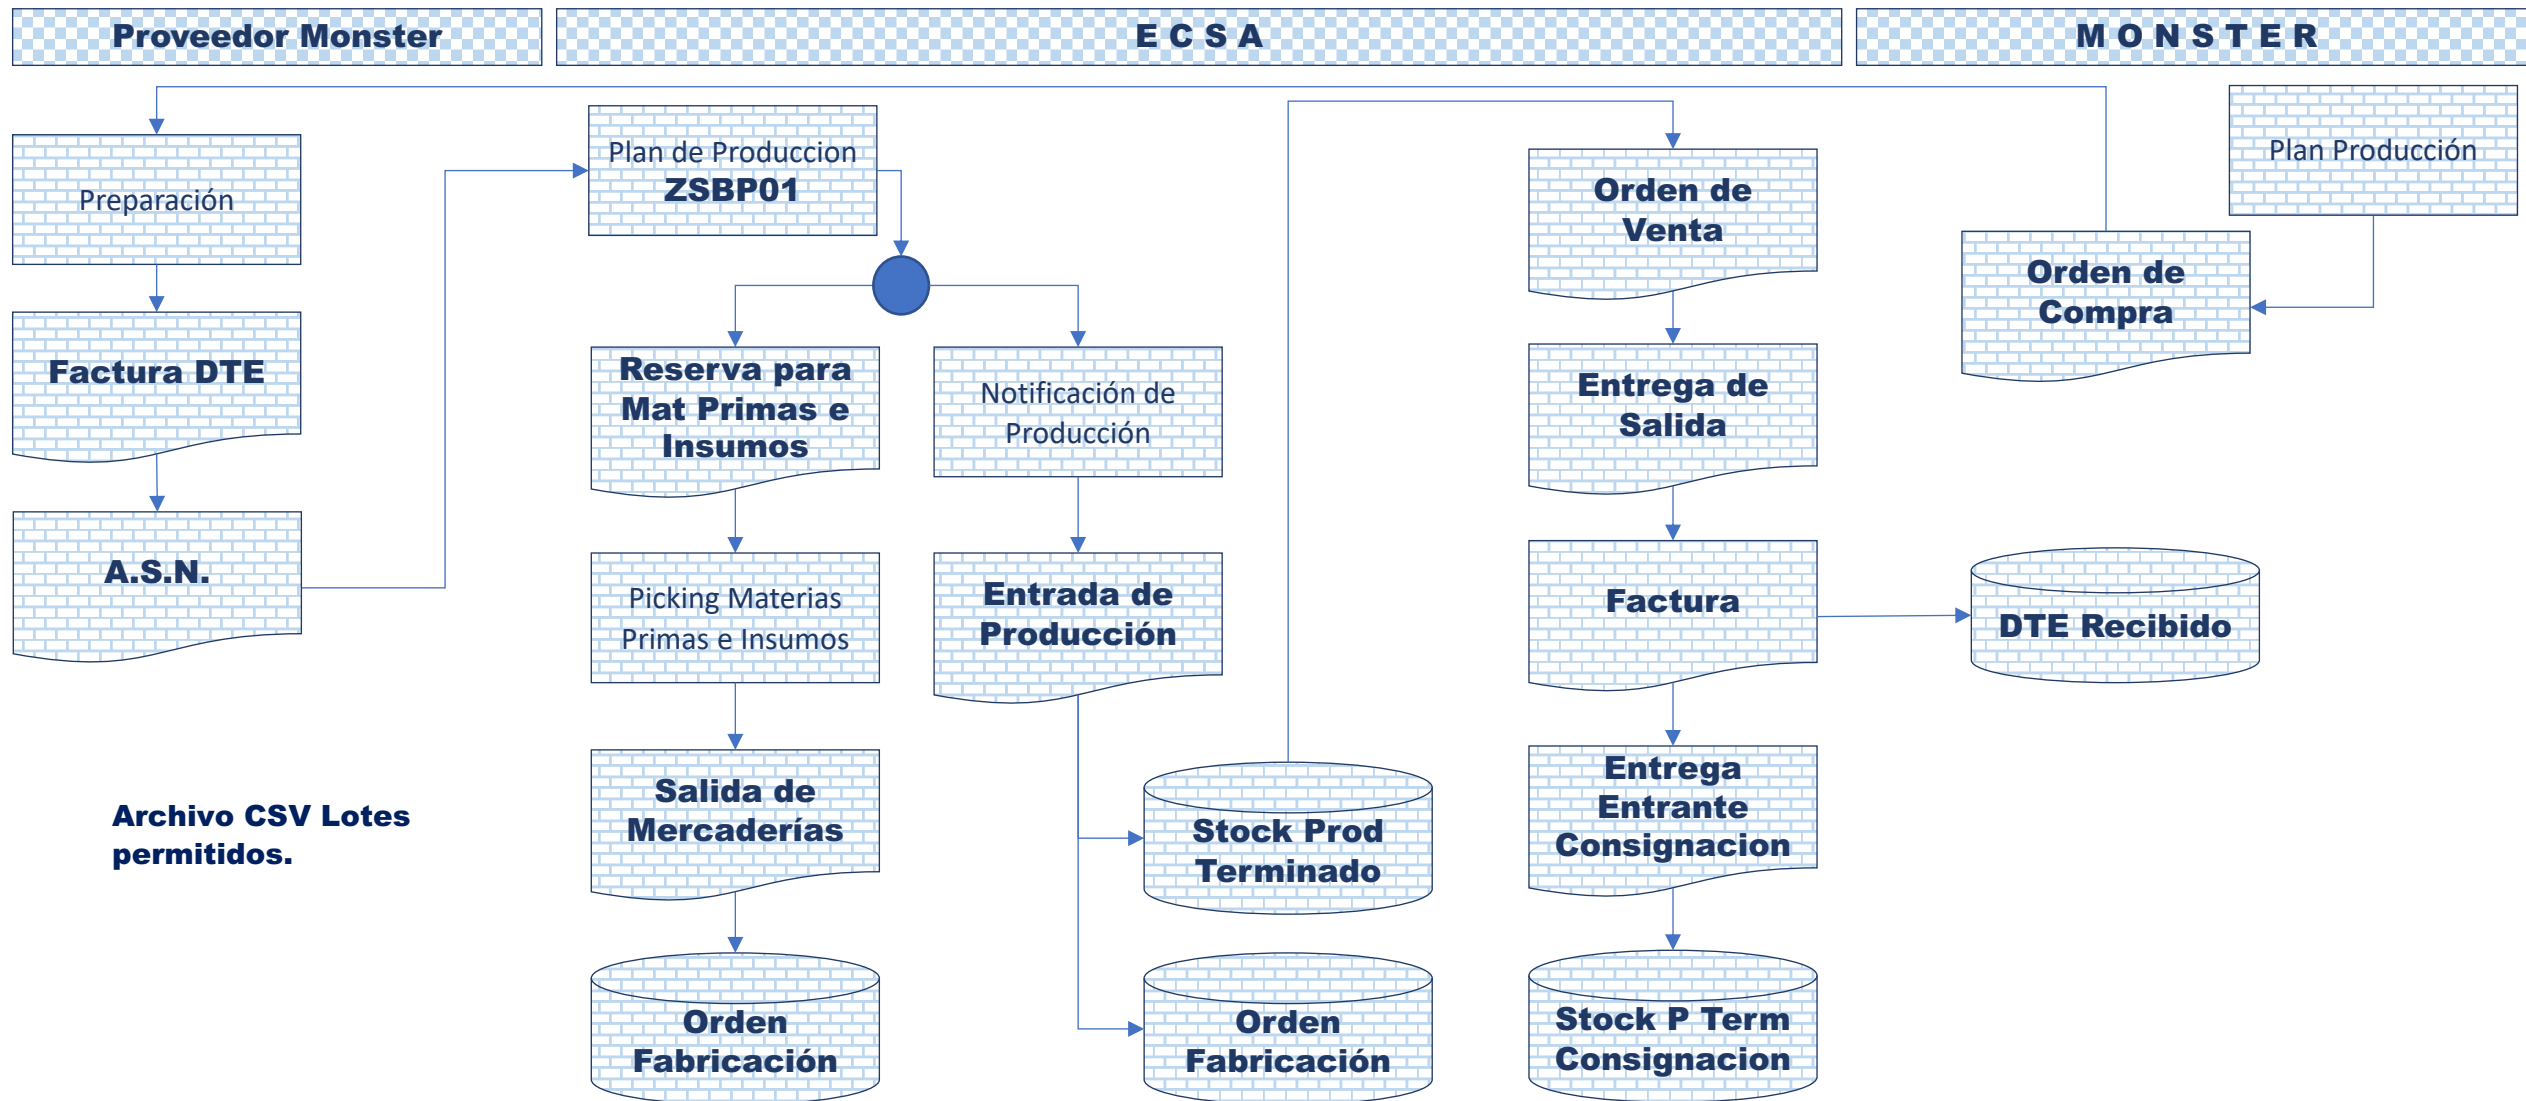 Proveedor Monster
E C S A
M O N S T E R
Preparación
Factura DTE
A.S.N.
Archivo CSV Lotes
permitidos.
Plan de Produccion
ZSBP01
Reserva para
Mat Primas e
Insumos
Picking Materias
Primas e Insumos
Salida de
Mercaderías
Orden
Fabricación
Notificación de
Producción
Entrada de
Producción
Stock Prod
Terminado
Orden
Fabricación
Orden de
Venta
Entrega de
Salida
Factura
Entrega
Entrante
Consignacion
Stock P Term
Consignacion
Plan Producción
Orden de
Compra
DTE Recibido